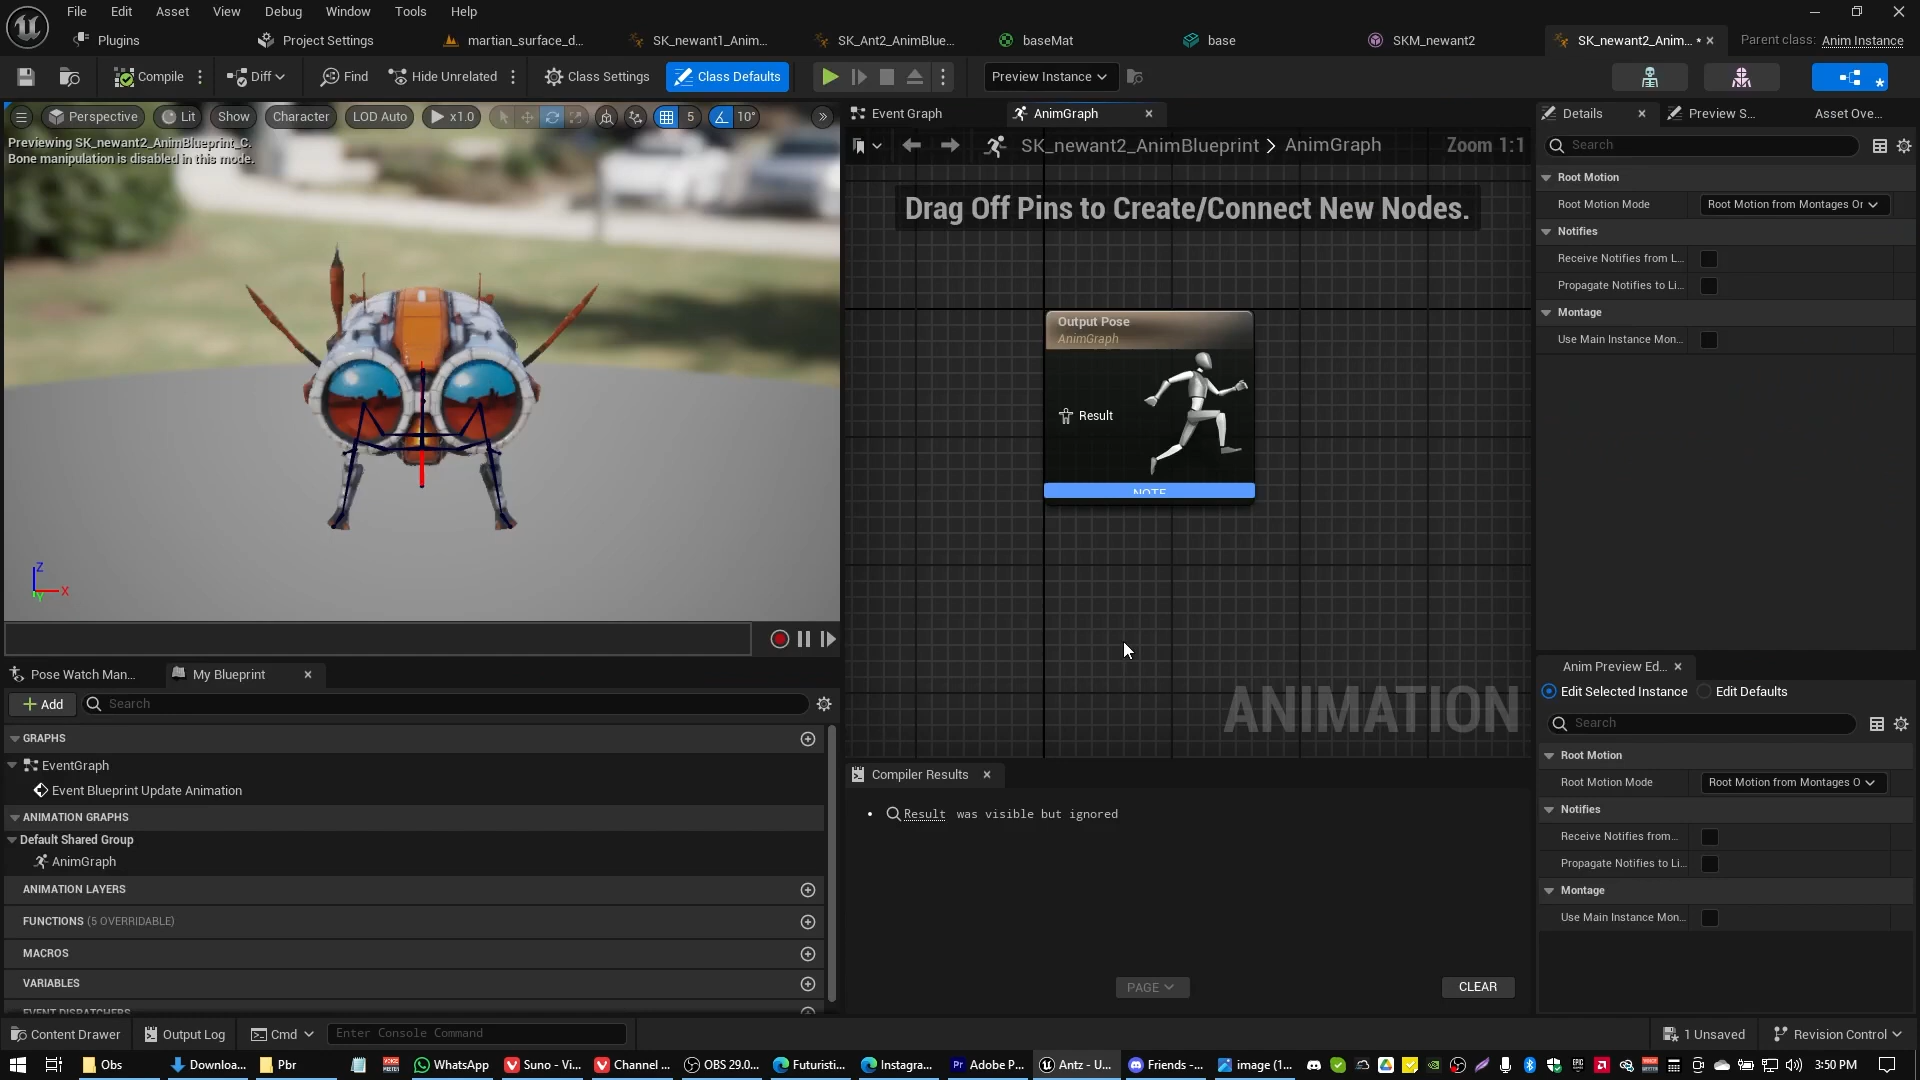 File Edit Asset View Debug Window Tools Help
Plugins Project Settings martian_surface_d... SK_newant1_Anim... SK_Ant2_AnimBlue... baseMat base SKM_newant2 SK_newant2_Anim... * Parent class: Anim Instance
Compile Diff Find Hide Unrelated Class Settings Class Defaults Preview Instance
Perspective Lit Show Character LOD Auto x1.0 5 10°
Previewing SK_newant2_AnimBlueprint_C.
Bone manipulation is disabled in this mode.
Z
X
Y
Event Graph AnimGraph
SK_newant2_AnimBlueprint > AnimGraph Zoom 1:1
Drag Off Pins to Create/Connect New Nodes.
Output Pose
AnimGraph
Result
NOTE
ANIMATION
Details Preview S... Asset Ove...
Search
Root Motion
Root Motion Mode Root Motion from Montages Or
Notifies
Receive Notifies from L...
Propagate Notifies to Li...
Montage
Use Main Instance Mon...
Pose Watch Man... My Blueprint
Add Search
GRAPHS
EventGraph
Event Blueprint Update Animation
ANIMATION GRAPHS
Default Shared Group
AnimGraph
ANIMATION LAYERS
FUNCTIONS (5 OVERRIDABLE)
MACROS
VARIABLES
EVENT DISPATCHERS
Compiler Results
Result was visible but ignored
PAGE CLEAR
Anim Preview Ed...
Edit Selected Instance Edit Defaults
Search
Root Motion
Root Motion Mode Root Motion from Montages O
Notifies
Receive Notifies from...
Propagate Notifies to Li...
Montage
Use Main Instance Mon...
Content Drawer Output Log Cmd Enter Console Command 1 Unsaved Revision Control
Obs Downloa... Pbr WhatsApp Suno - Vi... Channel ... OBS 29.0... Futuristi... Instagra... Adobe P... Antz - U... Friends -... image (1... 3:50 PM